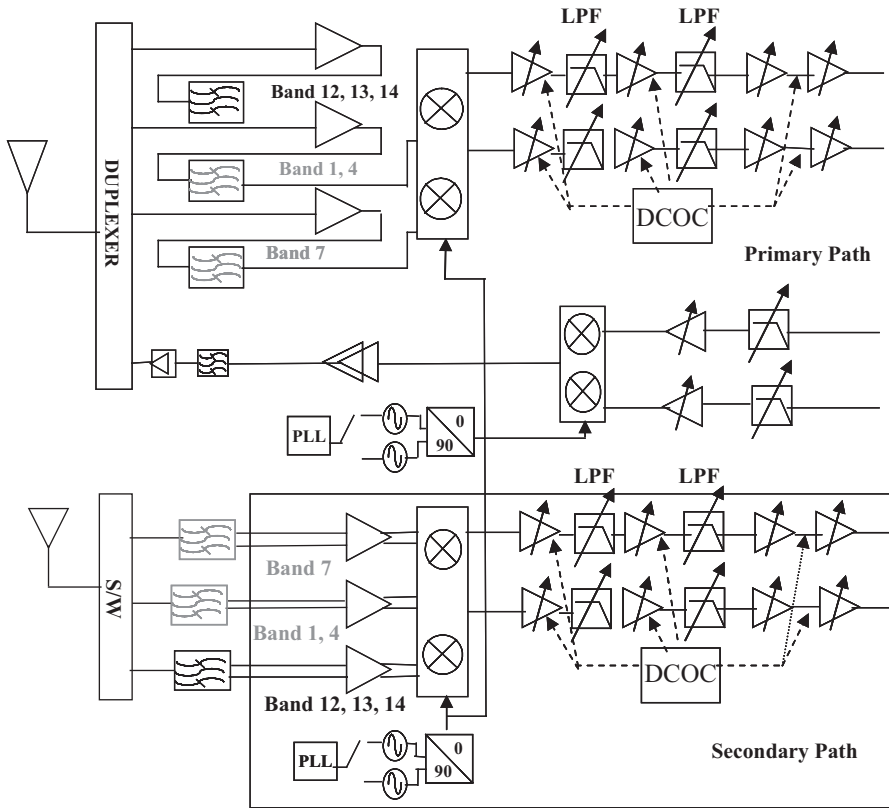 LPF LPF
DUPLEXER
Band 12, 13, 14
Band 1, 4
Band 7
DCOC
Primary Path
PLL
0
90
LPF LPF
S/W
Band 7
Band 1, 4
Band 12, 13, 14
DCOC
PLL
0
90
Secondary Path